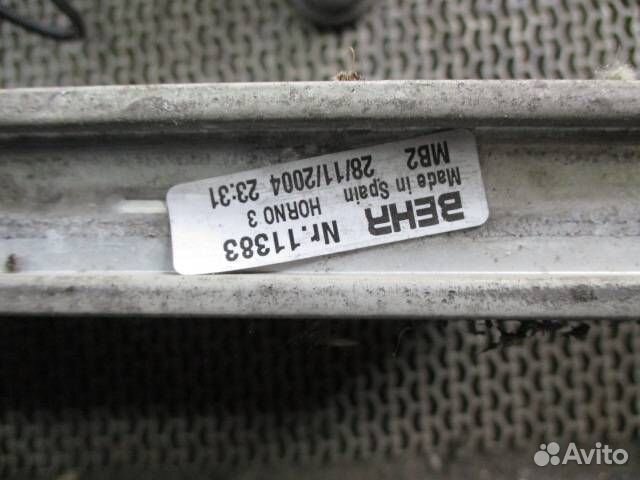 BEHR Nr.11383
Made in Spain HORNO 3
28/11/2004 23:31
MB2
Avito